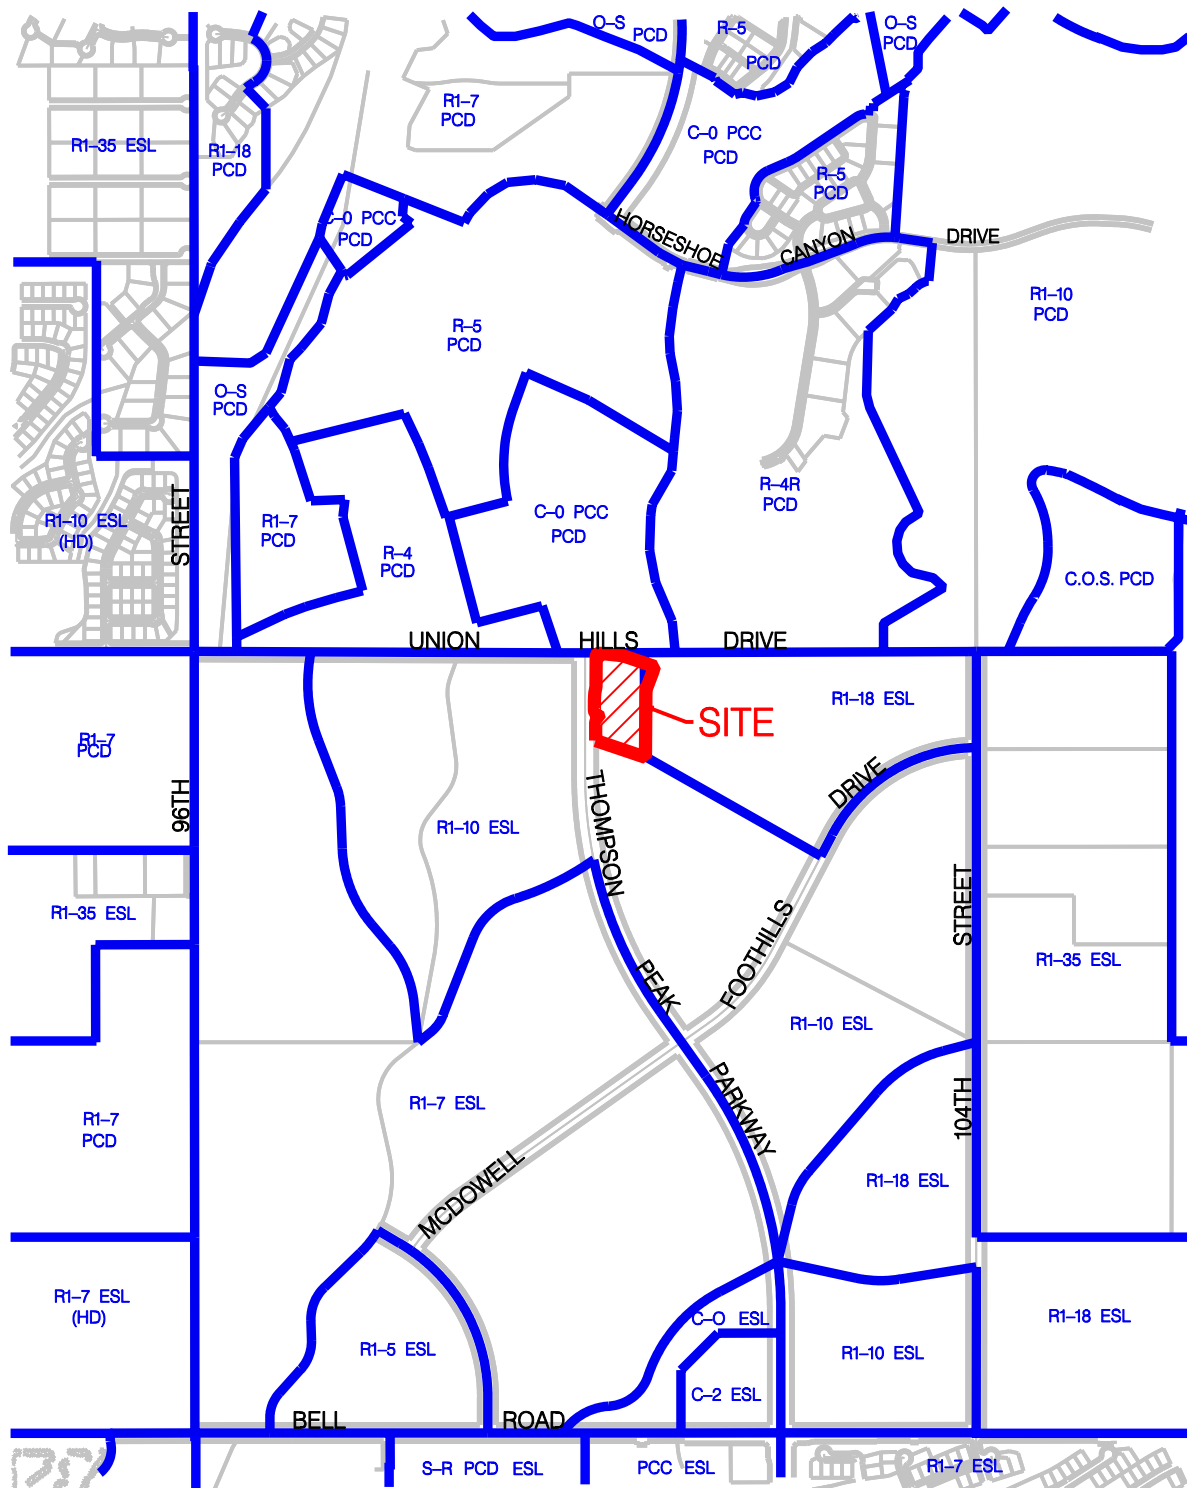 O-S
PCD
R-5
PCD
O-S
PCD
R1-7
PCD
R1-35 ESL
R1-18
PCD
C-0 PCC
PCD
R-5
PCD
C-0 PCC
PCD
HORSESHOE CANYON DRIVE
R1-10
PCD
R-5
PCD
O-S
PCD
R-4R
PCD
R1-10 ESL
(HD)
STREET
R1-7
PCD
C-0 PCC
PCD
R-4
PCD
C.O.S. PCD
UNION HILLS DRIVE
R1-18 ESL
SITE
R1-7
PCD
96TH
THOMPSON
DRIVE
R1-10 ESL
R1-35 ESL
STREET
FOOTHILLS
PEAK
R1-35 ESL
R1-10 ESL
R1-7 ESL
PARKWAY
104TH
R1-7
PCD
MCDOWELL
R1-18 ESL
R1-7 ESL
(HD)
C-O ESL
R1-18 ESL
R1-5 ESL
R1-10 ESL
C-2 ESL
BELL ROAD
S-R PCD ESL
PCC ESL
R1-7 ESL